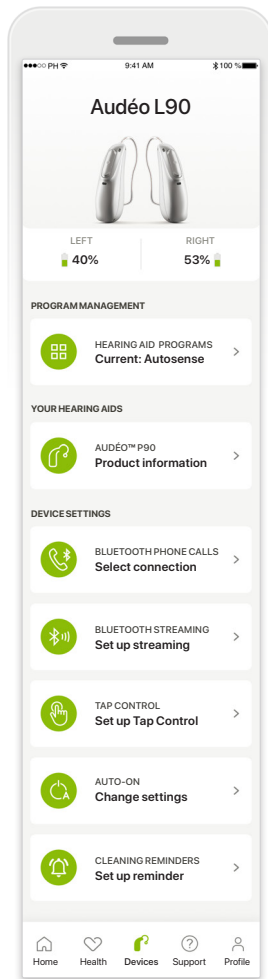 ●●●○○ PH 9:41 AM 100 %
Audéo L90
LEFT RIGHT
40% 53%
PROGRAM MANAGEMENT
HEARING AID PROGRAMS
Current: Autosense
YOUR HEARING AIDS
AUDÉO™ P90
Product information
DEVICE SETTINGS
BLUETOOTH PHONE CALLS
Select connection
BLUETOOTH STREAMING
Set up streaming
TAP CONTROL
Set up Tap Control
AUTO-ON
Change settings
CLEANING REMINDERS
Set up reminder
Home Health Devices Support Profile